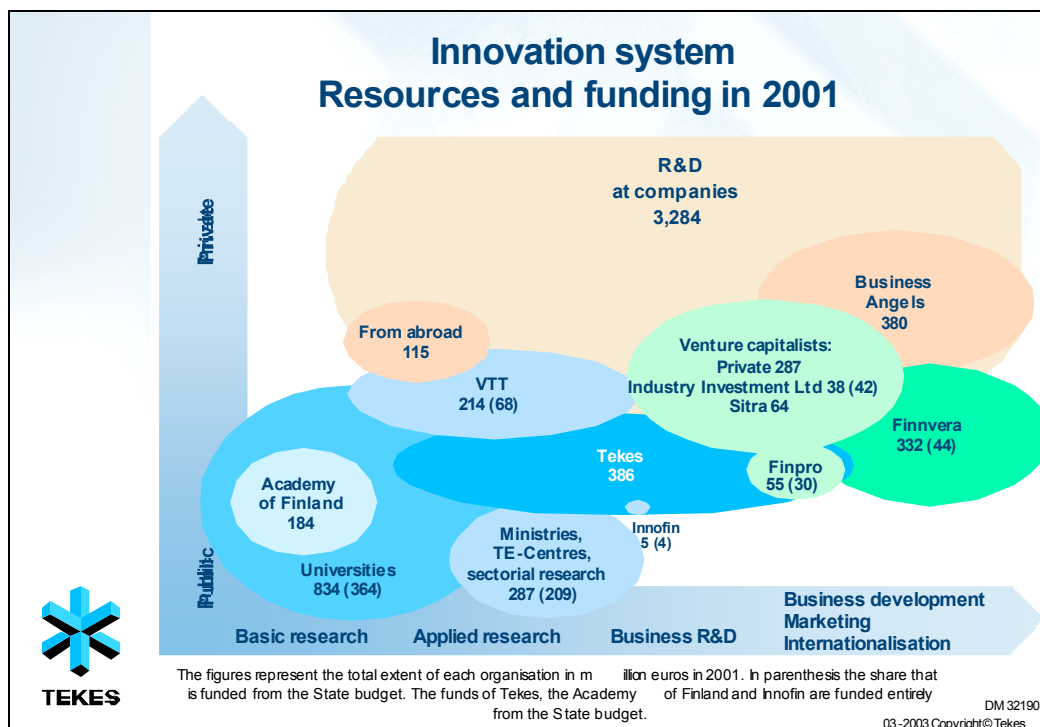 Innovation system
Resources and funding in 2001
R&D
at companies
3,284
Private
Business
Angels
380
From abroad
115
Venture capitalists:
Private 287
Industry Investment Ltd 38 (42)
Sitra 64
VTT
214 (68)
Finnvera
332 (44)
Tekes
386
Finpro
55 (30)
Academy
of Finland
184
Innofin
5 (4)
Ministries,
TE-Centres,
sectorial research
287 (209)
Universities
834 (364)
Public
Basic research
Applied research
Business R&D
Business development
Marketing
Internationalisation
TEKES
The figures represent the total extent of each organisation in m illion euros in 2001. In parenthesis the share that
is funded from the State budget. The funds of Tekes, the Academy of Finland and Innofin are funded entirely
from the State budget.
DM 32190
03-2003 Copyright © Tekes